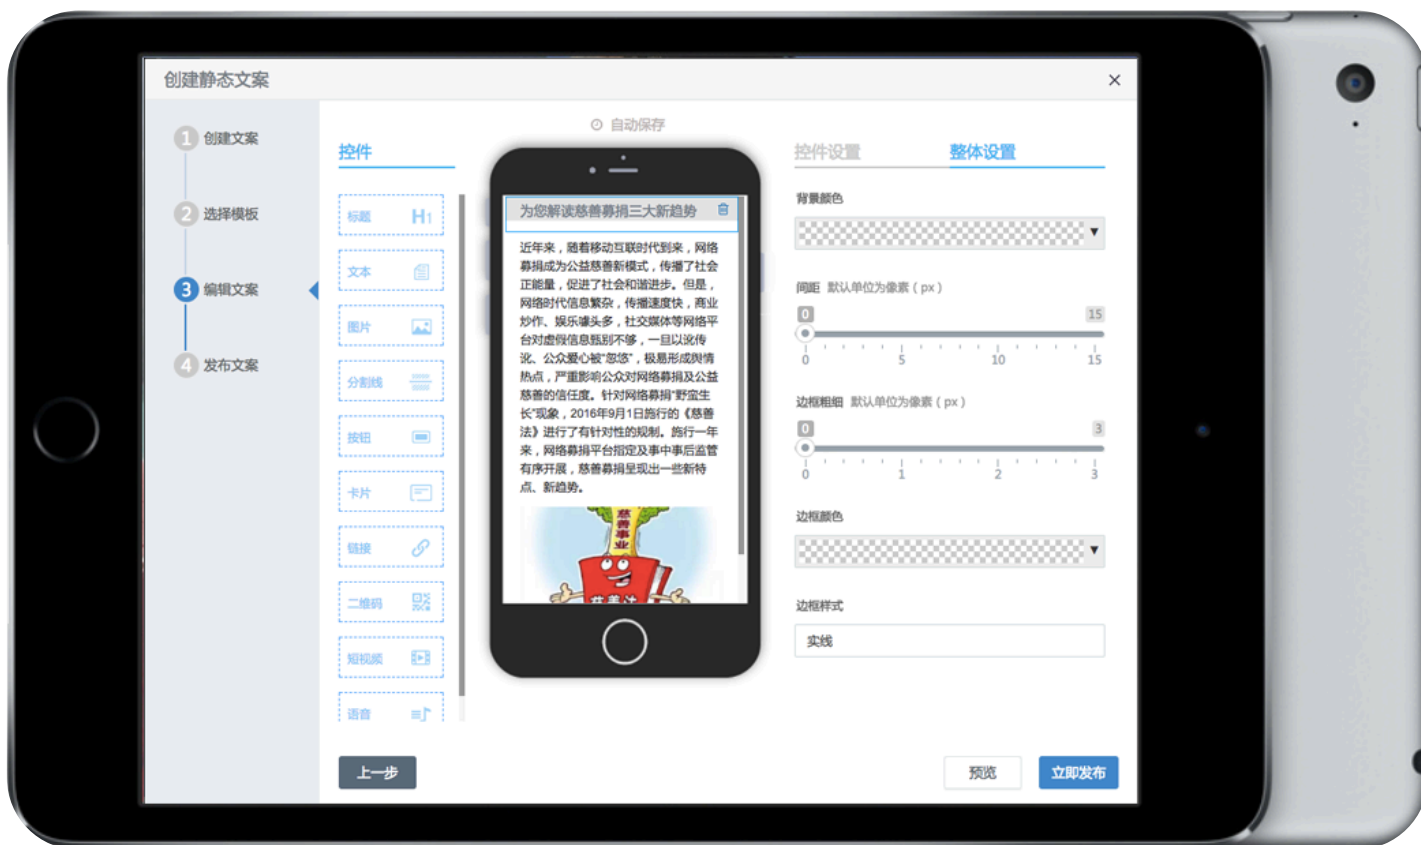 创建静态文案
×
1 创建文案
2 选择模板
3 编辑文案
4 发布文案
控件
标题 H1
文本
图片
分割线
按钮
卡片
链接
二维码
短视频
语音
自动保存
为您解读慈善募捐三大新趋势
近年来，随着移动互联时代到来，网络
募捐成为公益慈善新模式，传播了社会
正能量，促进了社会和谐进步。但是，
网络时代信息繁杂，传播速度快，商业
炒作、娱乐噱头多，社交媒体等网络平
台对虚假信息甄别不够，一旦以讹传
讹、公众爱心被“忽悠”，极易形成舆情
热点，严重影响公众对网络募捐及公益
慈善的信任度。针对网络募捐“野蛮生
长”现象，2016年9月1日施行的《慈善
法》进行了有针对性的规制。施行一年
来，网络募捐平台指定及事中事后监管
有序开展，慈善募捐呈现出一些新特
点、新趋势。
慈善事业
慈善法
控件设置 整体设置
背景颜色
间距 默认单位为像素（px）
0 15
0 5 10 15
边框粗细 默认单位为像素（px）
0 3
0 1 2 3
边框颜色
边框样式
实线
上一步
预览
立即发布